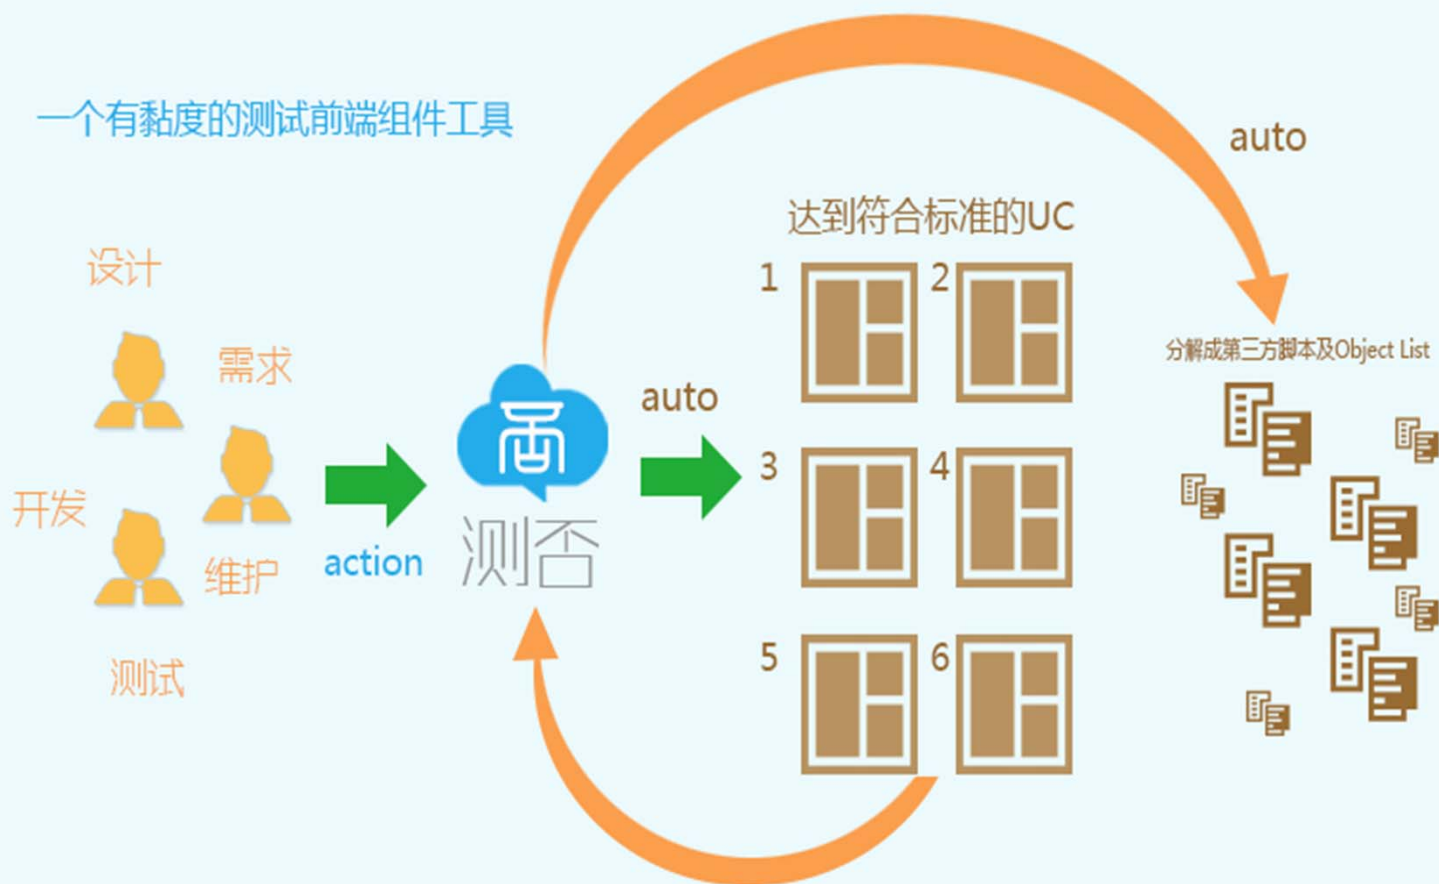 一个有黏度的测试前端组件工具
auto
达到符合标准的UC
设计
1
2
需求
分解成第三方脚本及Object List
auto
3
4
开发
action
测否
维护
5
6
测试